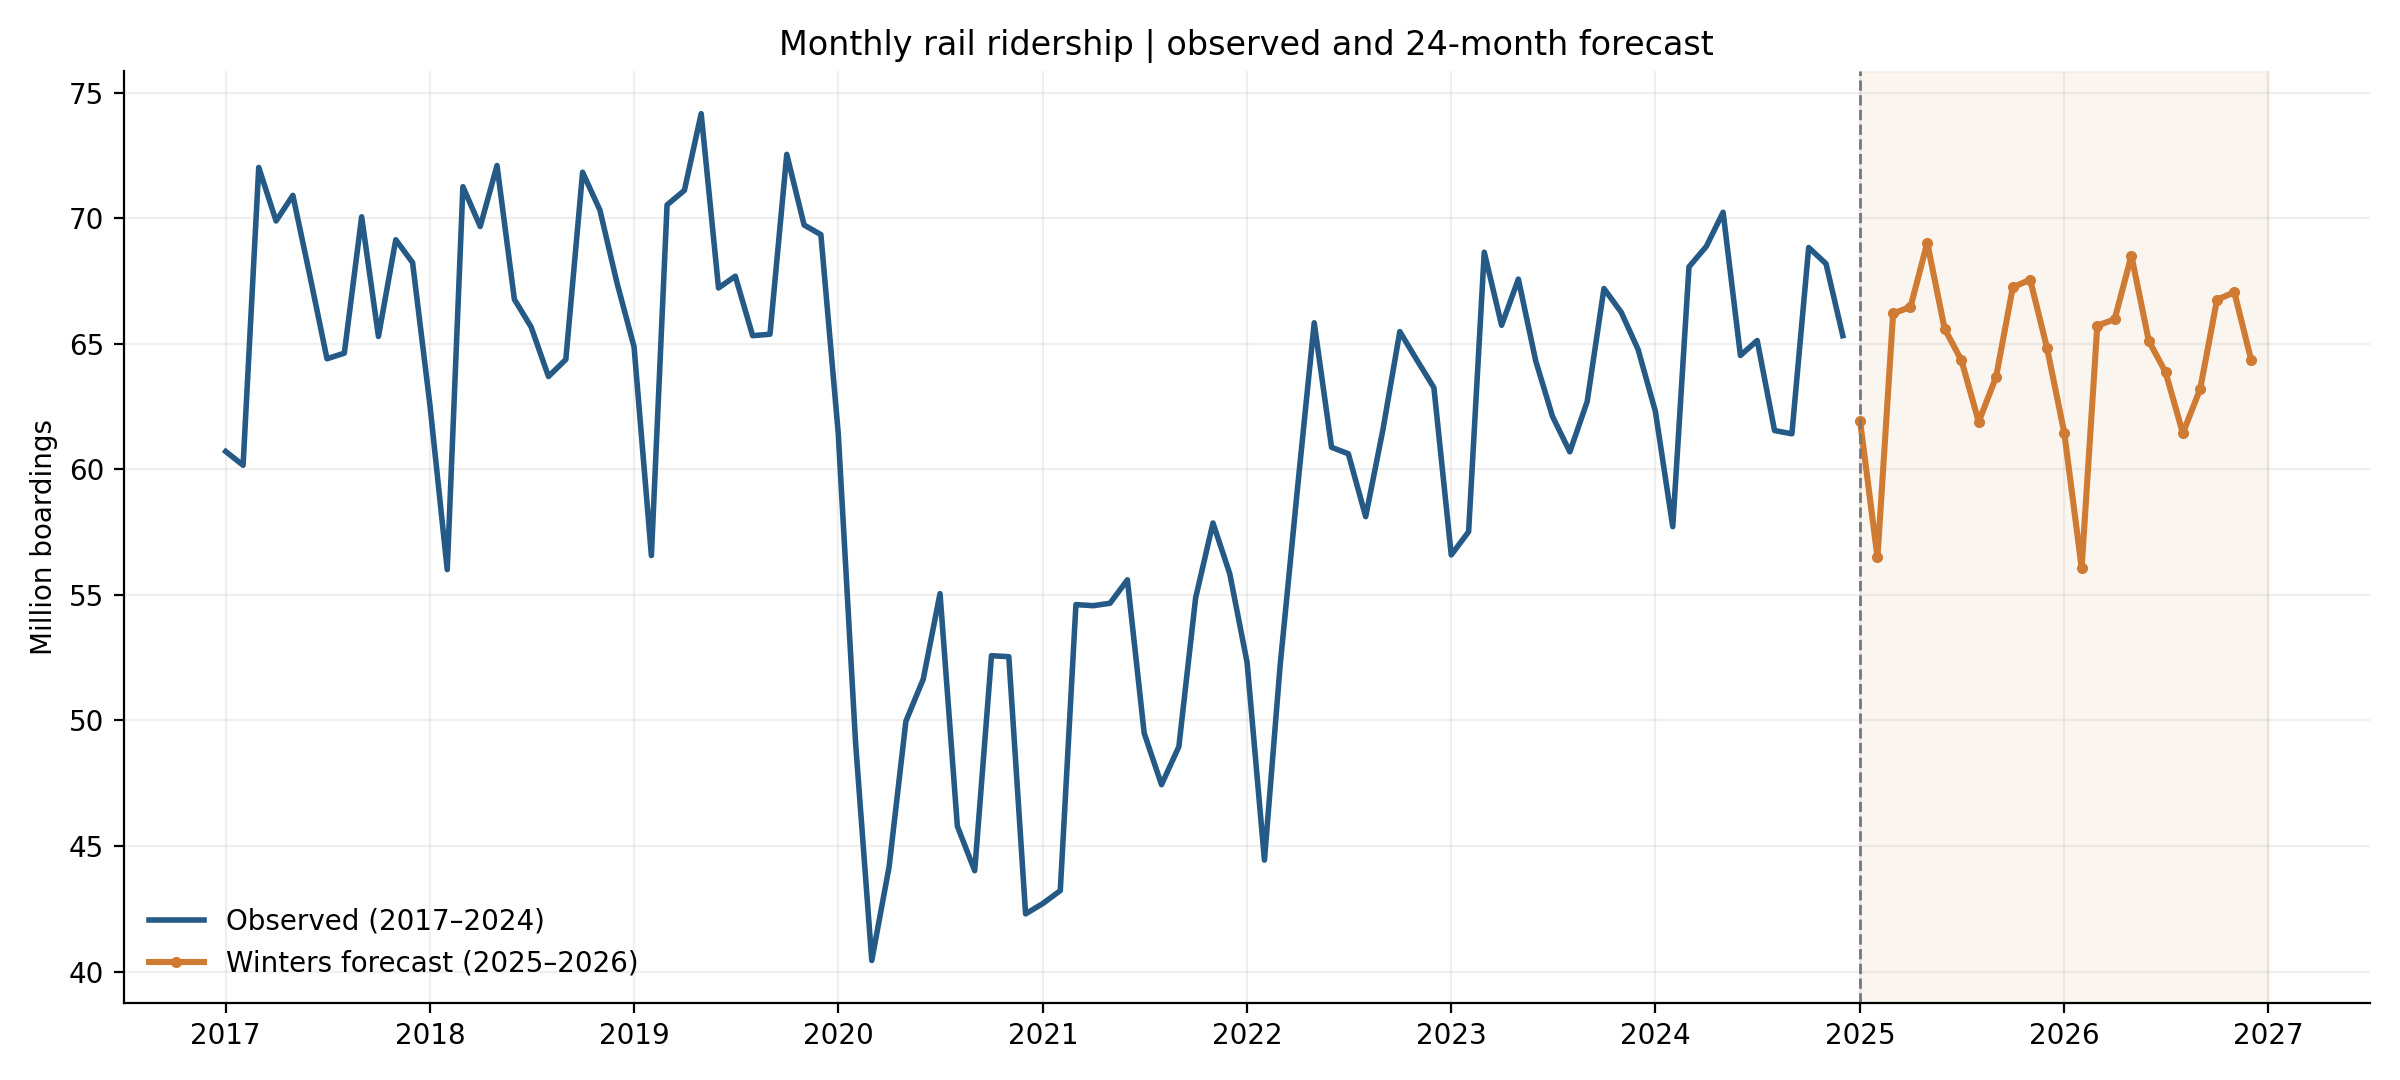 Monthly rail ridership | observed and 24-month forecast
Million boardings
75
70
65
60
55
50
45
40
Observed (2017–2024)
Winters forecast (2025–2026)
2017 2018 2019 2020 2021 2022 2023 2024 2025 2026 2027